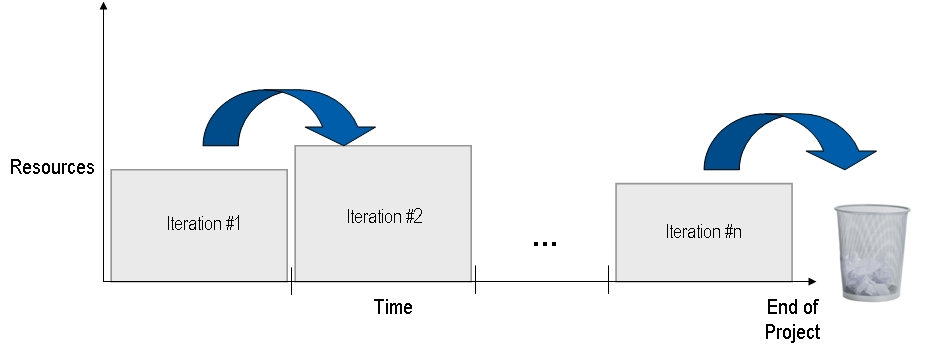 Resources
Iteration #1
Iteration #2
...
Iteration #n
Time
End of
Project